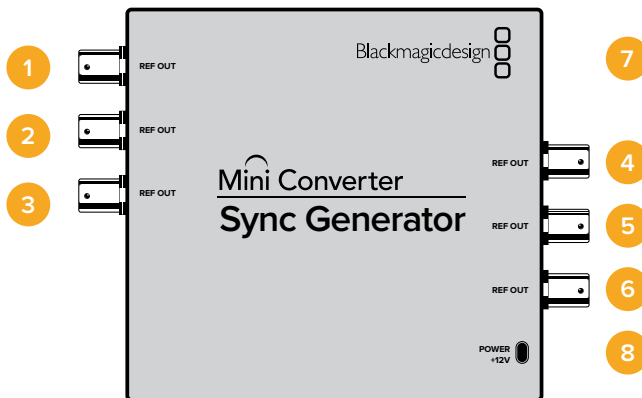 1
REF OUT
Blackmagicdesign
7
2
REF OUT
REF OUT
4
3
REF OUT
Mini Converter
Sync Generator
REF OUT
5
REF OUT
6
POWER
+12V
8